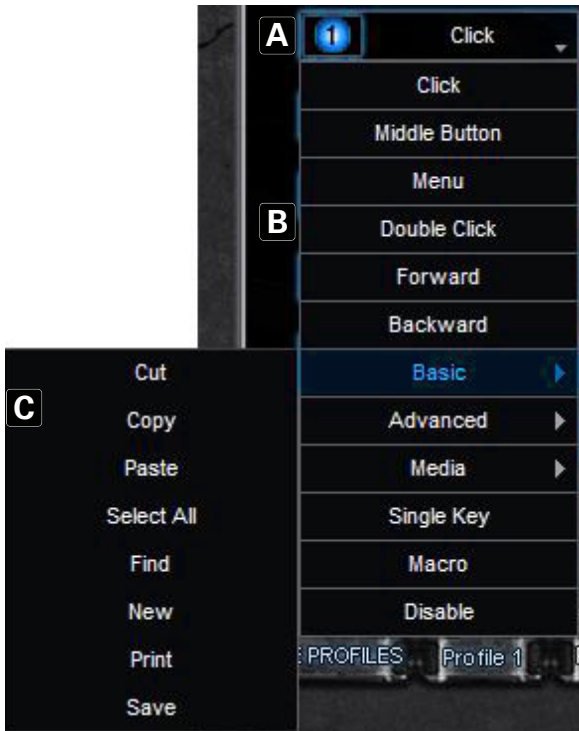 A 1 Click
Click
Middle Button
Menu
B Double Click
Forward
Backward
Basic
Advanced
Media
Single Key
Macro
Disable
C
Cut
Copy
Paste
Select All
Find
New
Print
Save
PROFILES Profile 1